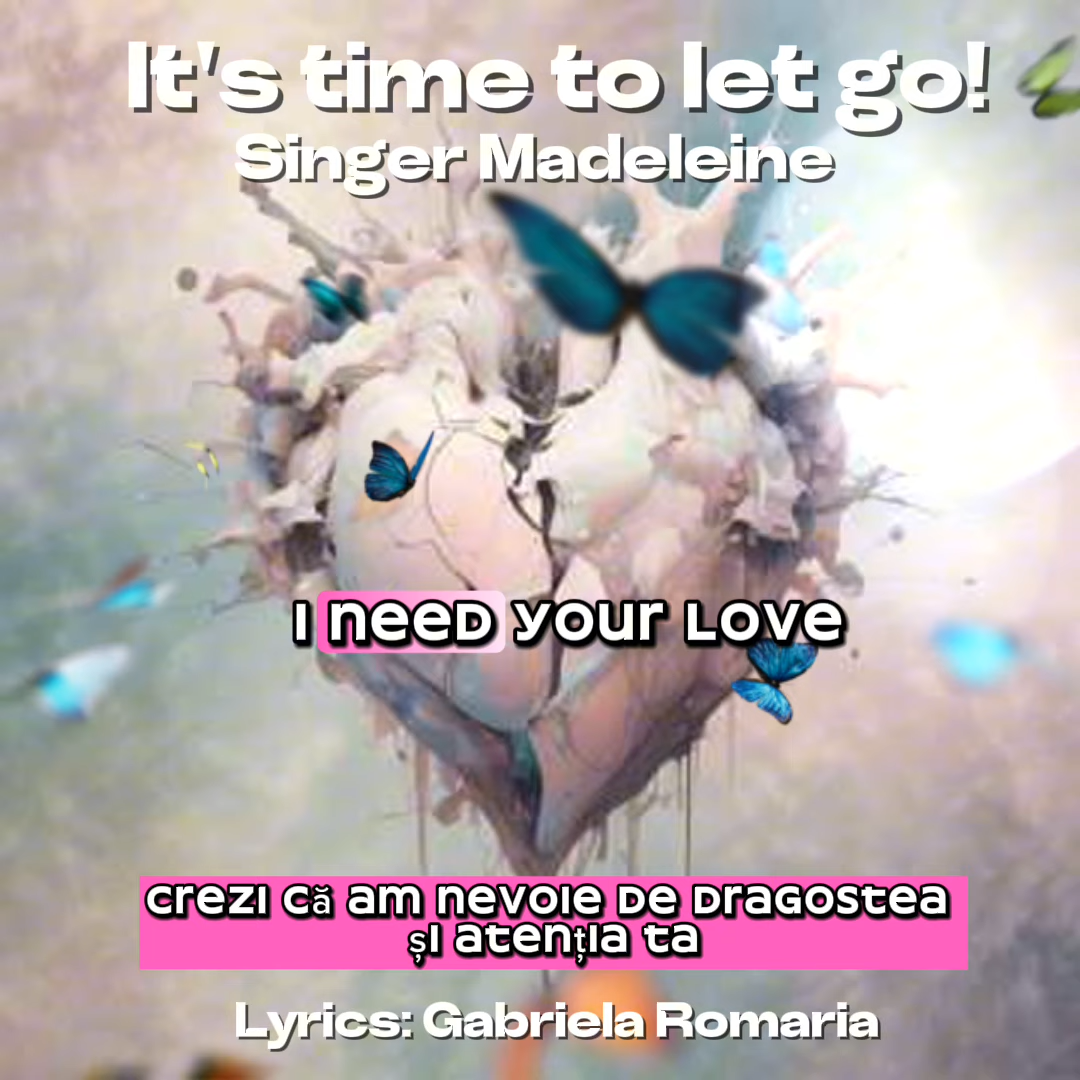 It's time to let go!
Singer Madeleine
I need your love
crezi că am nevoie de dragostea
și atenția ta
Lyrics: Gabriela Romaria